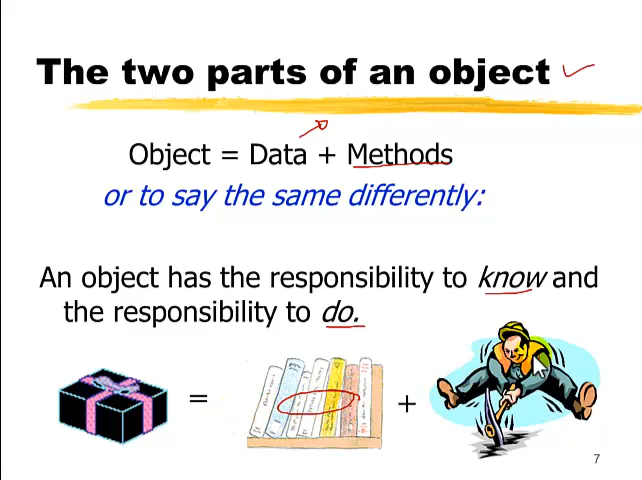 The two parts of an object
Object = Data + Methods
or to say the same differently:
An object has the responsibility to know and
the responsibility to do.
= +
7